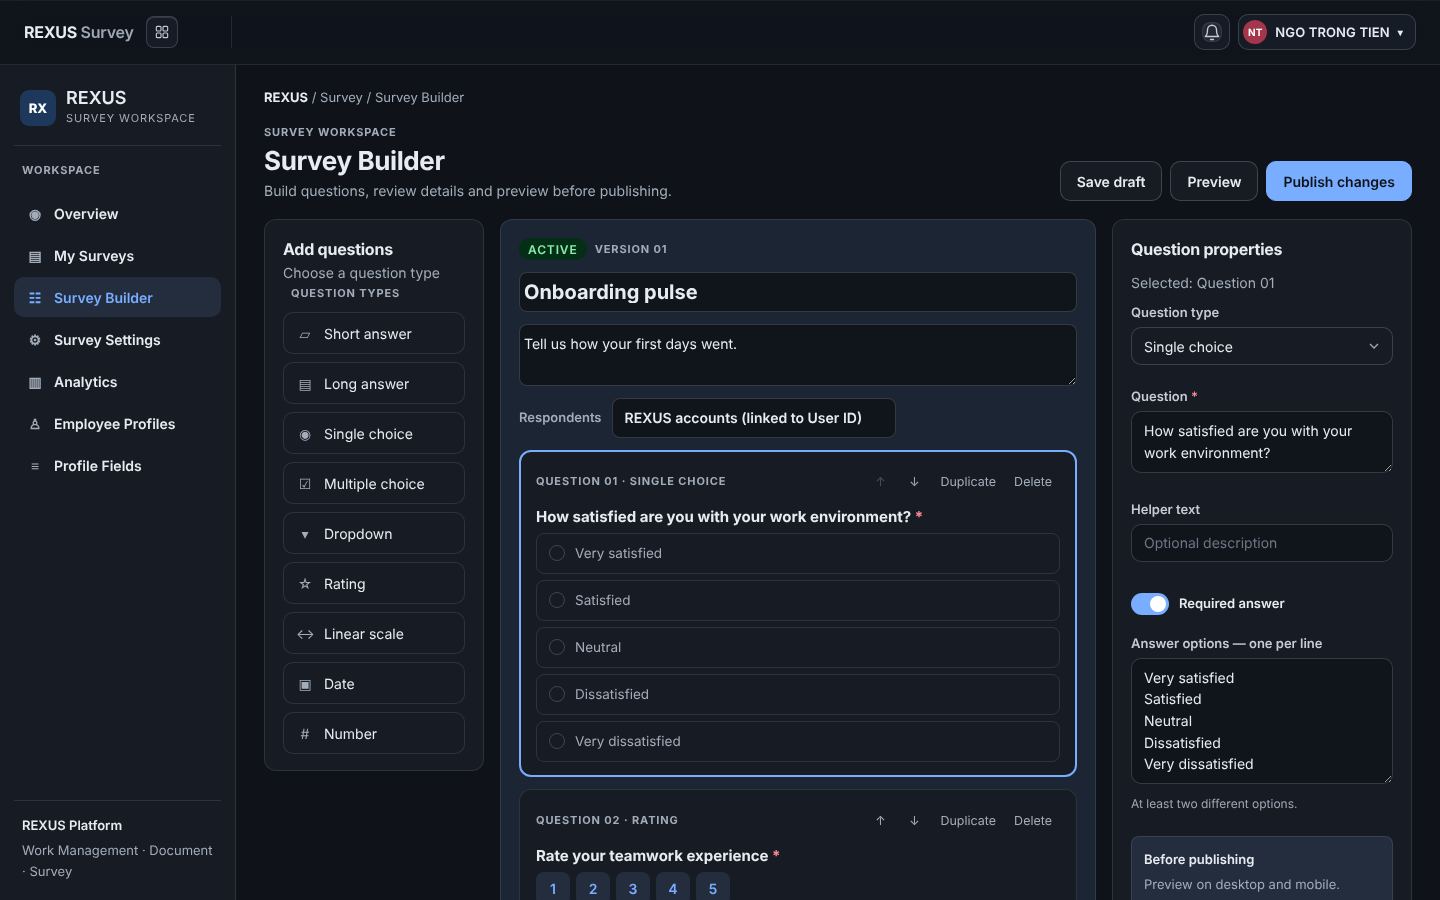 REXUS Survey
NT NGO TRONG TIEN
RX
REXUS
SURVEY WORKSPACE
WORKSPACE
Overview
My Surveys
Survey Builder
Survey Settings
Analytics
Employee Profiles
Profile Fields
REXUS Platform
Work Management · Document
· Survey
REXUS / Survey / Survey Builder
SURVEY WORKSPACE
Survey Builder
Build questions, review details and preview before publishing.
Save draft
Preview
Publish changes
Add questions
Choose a question type
QUESTION TYPES
Short answer
Long answer
Single choice
Multiple choice
Dropdown
Rating
Linear scale
Date
# Number
ACTIVE VERSION 01
Onboarding pulse
Tell us how your first days went.
Respondents REXUS accounts (linked to User ID)
QUESTION 01 · SINGLE CHOICE ↑ ↓ Duplicate Delete
How satisfied are you with your work environment? *
Very satisfied
Satisfied
Neutral
Dissatisfied
Very dissatisfied
QUESTION 02 · RATING ↑ ↓ Duplicate Delete
Rate your teamwork experience *
1 2 3 4 5
Question properties
Selected: Question 01
Question type
Single choice
Question *
How satisfied are you with your
work environment?
Helper text
Optional description
Required answer
Answer options — one per line
Very satisfied
Satisfied
Neutral
Dissatisfied
Very dissatisfied
At least two different options.
Before publishing
Preview on desktop and mobile.